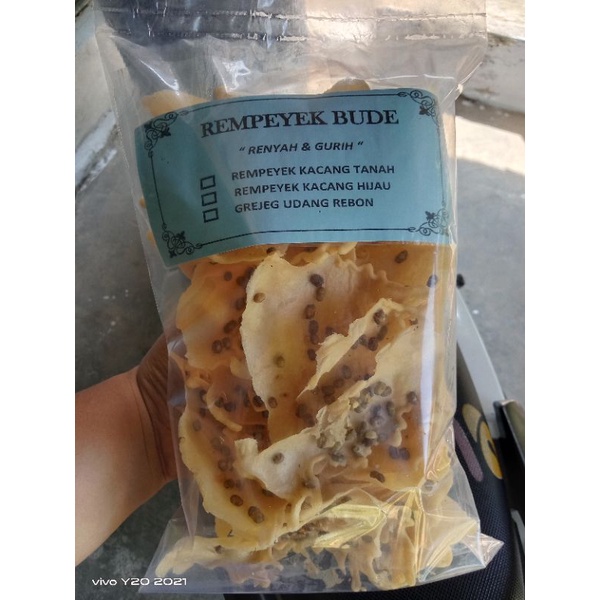 REMPEYEK BUDE
" RENYAH & GURIH "
REMPEYEK KACANG TANAH
REMPEYEK KACANG HIJAU
GREJEG UDANG REBON
vivo Y20 2021